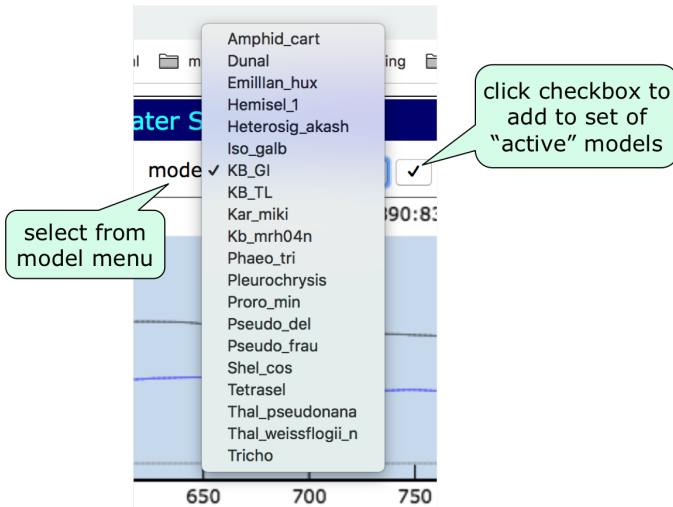 Amphid_cart
Dunal
m
ing
Emilllan_hux
Hemisel_1
ater S
Heterosig_akash
Iso_galb
mode
✓ KB_GI
✓
KB_TL
Kar_miki
390:83
Kb_mrh04n
Phaeo_tri
Pleurochrysis
Proro_min
Pseudo_del
Pseudo_frau
Shel_cos
Tetrasel
Thal_pseudonana
Thal_weissflogii_n
Tricho
click checkbox to
add to set of
“active” models
select from
model menu
650 700 750